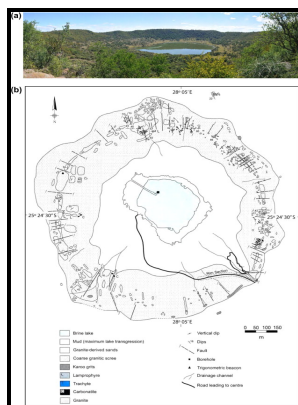 (a)
(b)
28° 05' E
25° 24' 30" S
25° 24' 30" S
28° 05' E
0 50 100 150
m
Brine lake
Mud (maximum lake transgression)
Granite-derived sands
Coarse granitic scree
Karoo grits
Lamprophyre
Trachyte
Carbonatite
Granite
Vertical dip
Dips
Fault
Borehole
Trigonometric beacon
Drainage channel
Road leading to centre